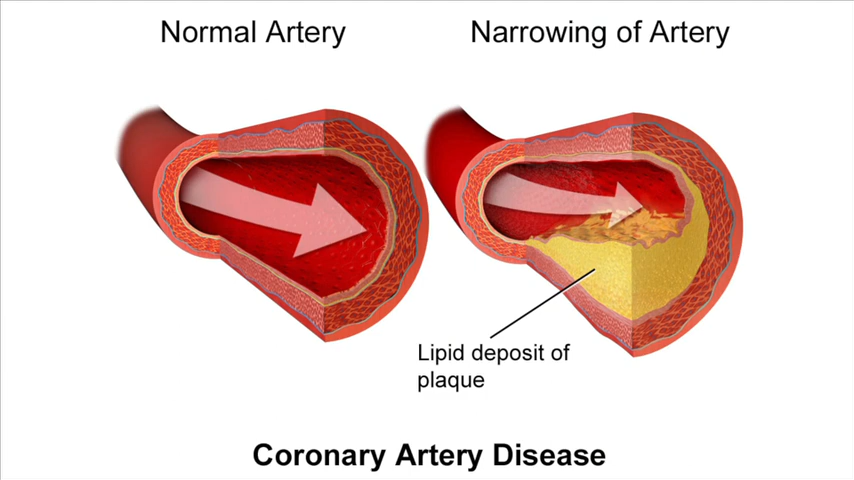 Normal Artery
Narrowing of Artery
Lipid deposit of
plaque
Coronary Artery Disease